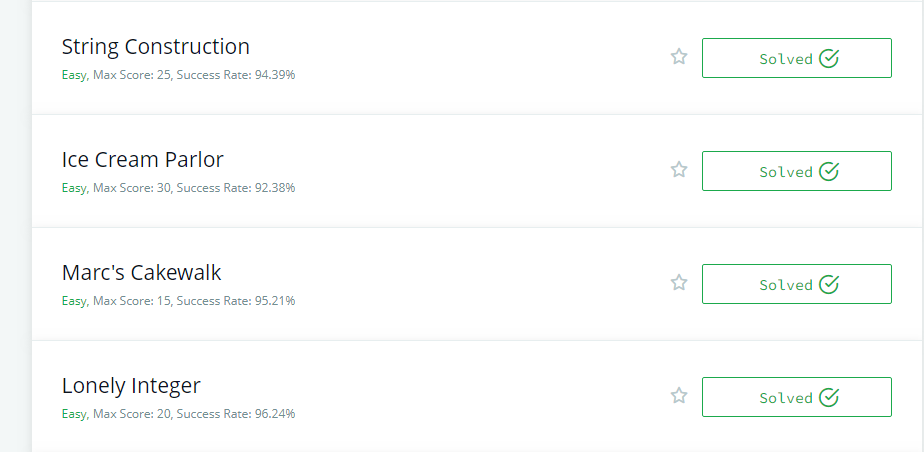 String Construction
Easy, Max Score: 25, Success Rate: 94.39%
Solved
Ice Cream Parlor
Easy, Max Score: 30, Success Rate: 92.38%
Solved
Marc's Cakewalk
Easy, Max Score: 15, Success Rate: 95.21%
Solved
Lonely Integer
Easy, Max Score: 20, Success Rate: 96.24%
Solved